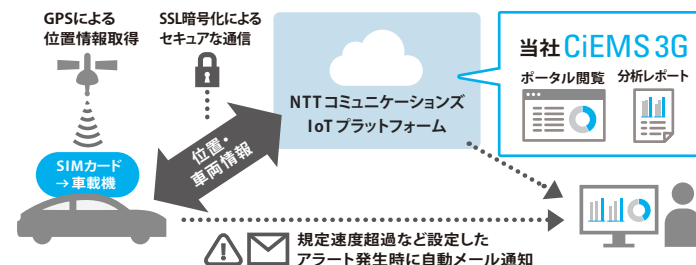 GPSによる
位置情報取得
SSL暗号化による
セキュアな通信
NTTコミュニケーションズ
IoTプラットフォーム
当社CiEMS 3G
ポータル閲覧
分析レポート
SIMカード
→車載機
位置・
車両情報
規定速度超過など設定した
アラート発生時に自動メール通知